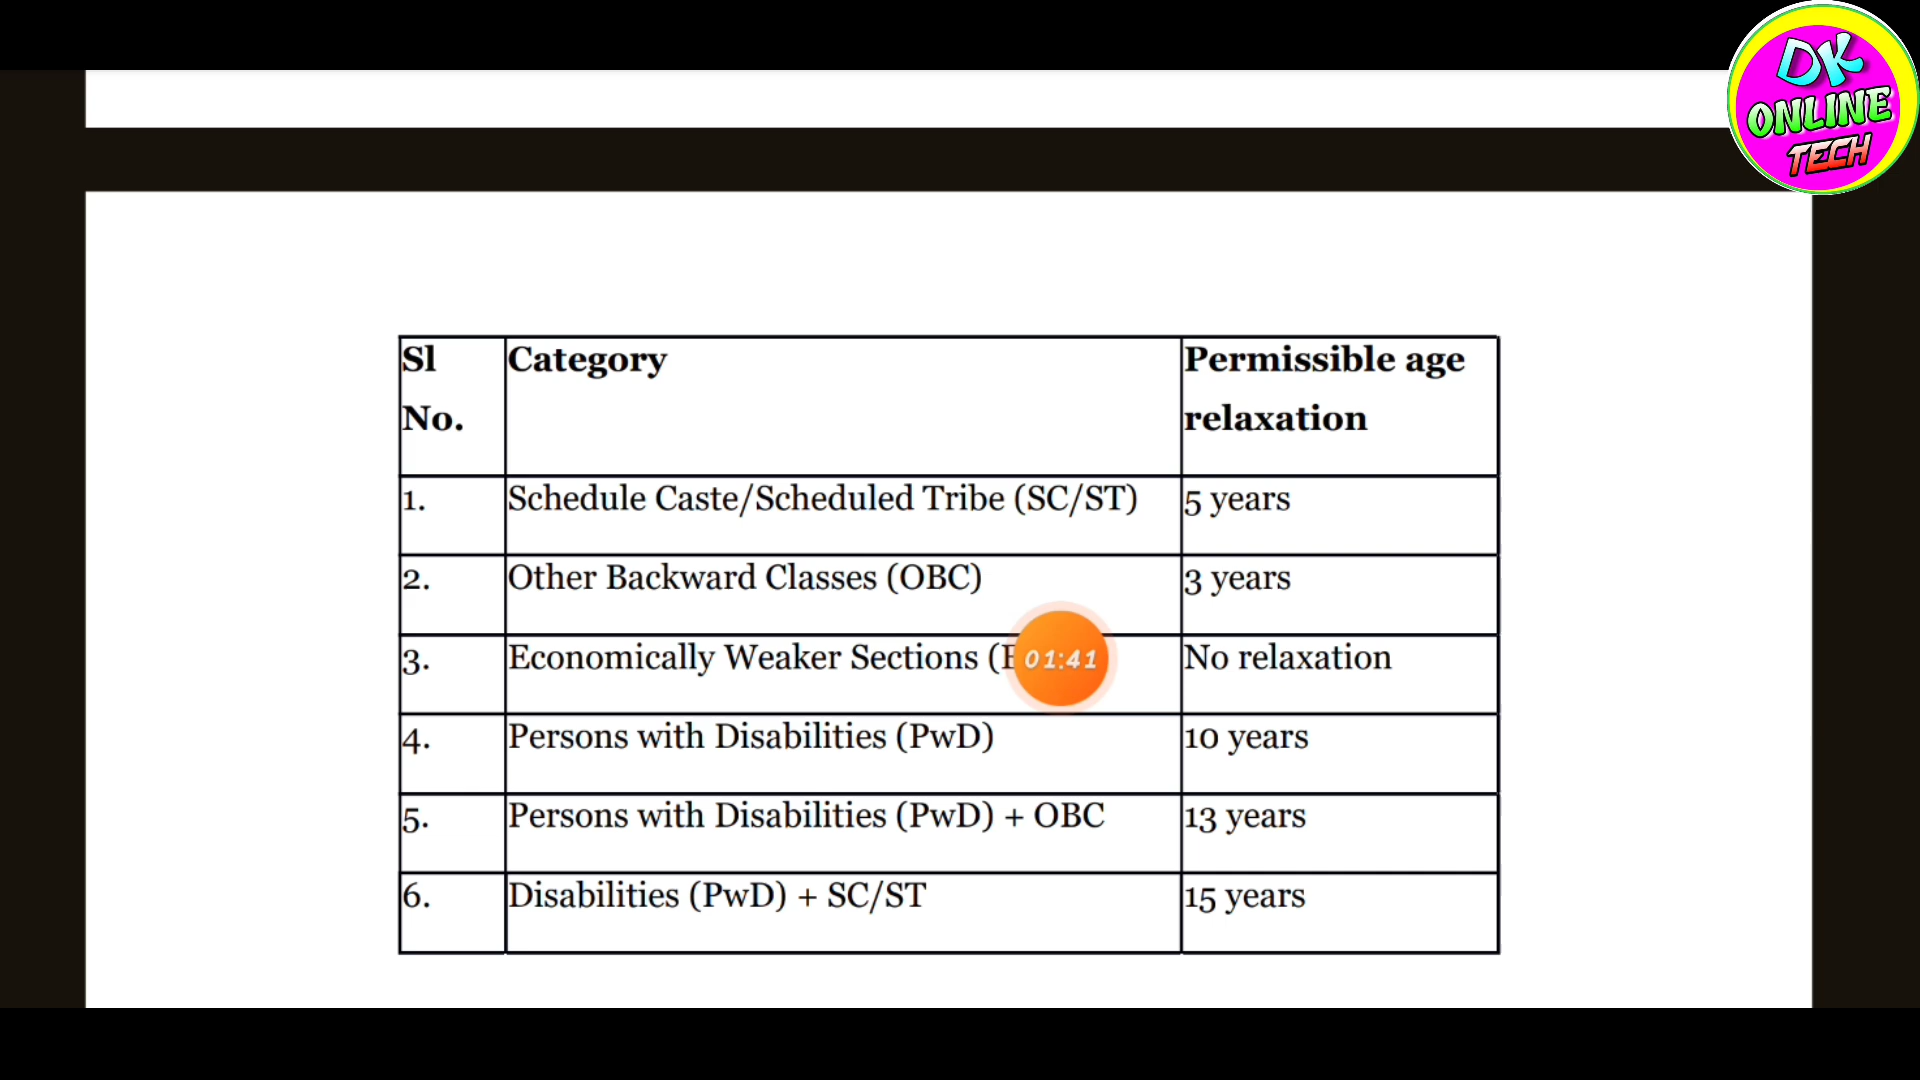 DK
ONLINE
TECH
Sl No. Category Permissible age relaxation
1. Schedule Caste/Scheduled Tribe (SC/ST) 5 years
2. Other Backward Classes (OBC) 3 years
3. Economically Weaker Sections ( No relaxation
01:41
4. Persons with Disabilities (PwD) 10 years
5. Persons with Disabilities (PwD) + OBC 13 years
6. Disabilities (PwD) + SC/ST 15 years